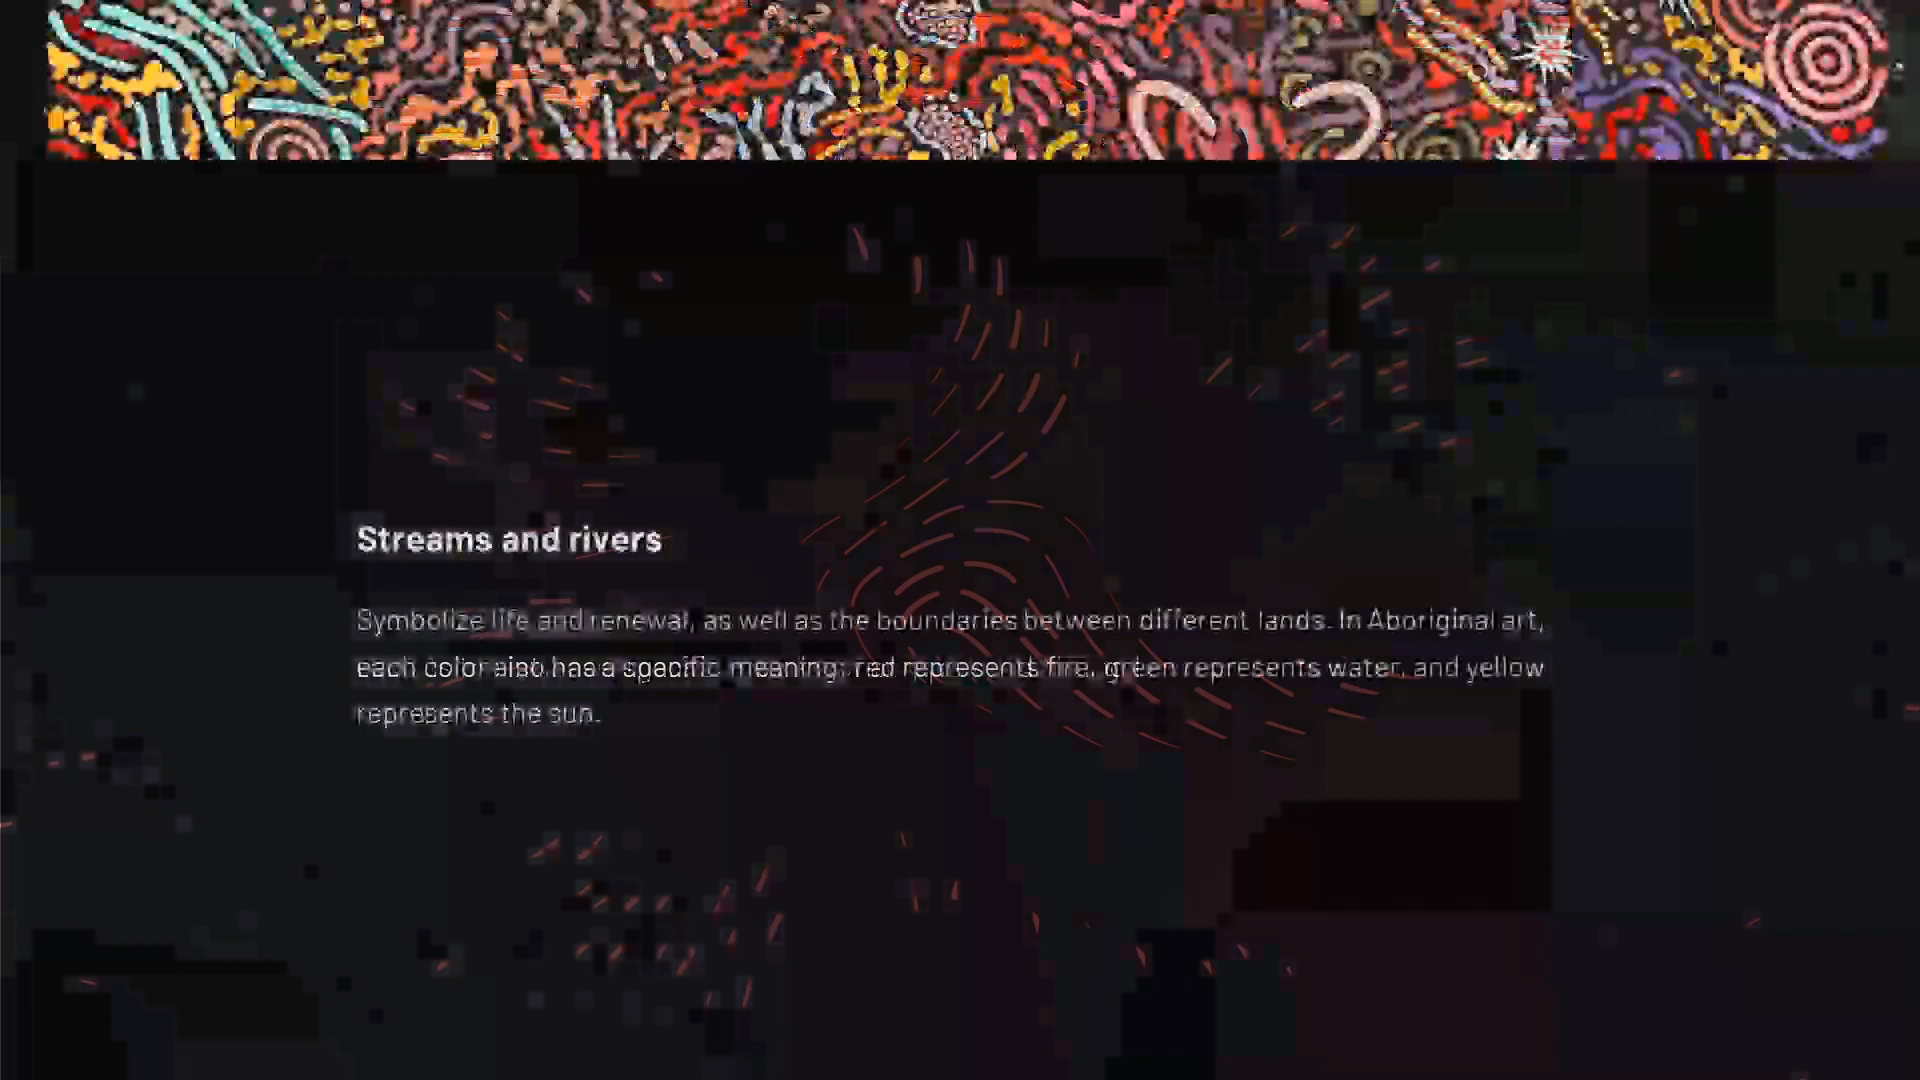 Streams and rivers
Symbolize life and renewal, as well as the boundaries between different lands. In Aboriginal art,
each color also has a specific meaning: red represents fire, green represents water, and yellow
represents the sun.